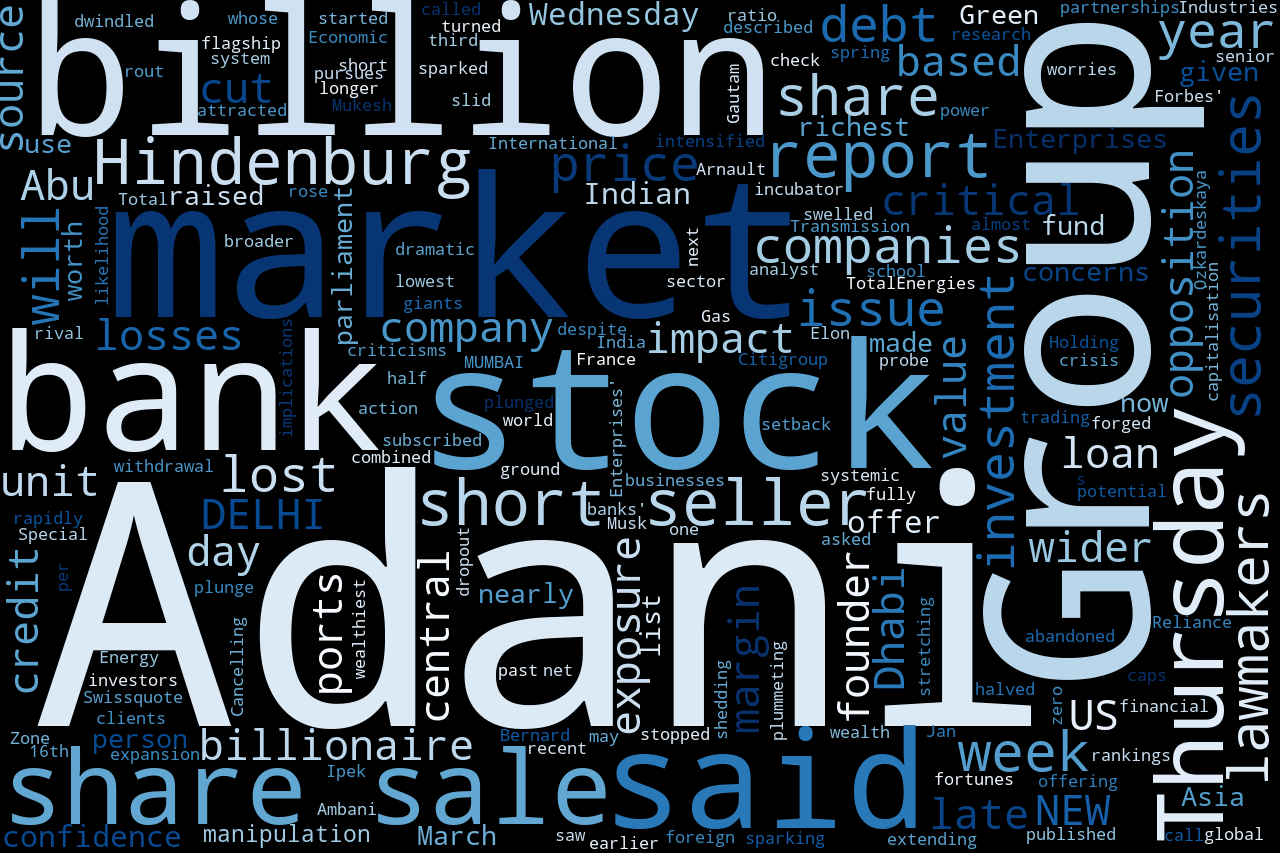 source
dwindled
whose
started
called
Wednesday
ratio
Green
partnerships
Industries
flagship
Economic
turned
described
debt
research
year
billion
system
third
check
spring
based
worries
senior
rout
short
pursues
sparked
longer
cut
Mukesh
slid
Gautam
share
power
given
Forbes'
attracted
richest
use
Hindenburg
International
intensified
price
Arnault
report
Enterprises
securities
Group
Abu
Total
raised
rose
Indian
incubator
critical
opposition
Ozkardeskaya
will
worth
likelihood
broader
parliament
dramatic
market
next
swelled
Transmission
almost
fund
companies
lowest
sector
analyst
school
concerns
capitalisation
giants
TotalEnergies
rival
losses
company
despite
Gas
issue
Elon
India
impact
made
Holding
implications
criticisms
MUMBAI
France
Citigroup
probe
crisis
bank
half
stock
value
investment
action
plunged
world
setback
trading
now
forged
subscribed
combined
ground
Enterprises'
loan
withdrawal
unit
lost
businesses
systemic
fully
potential
s
Thursday
rapidly
Special
DELHI
short
banks'
seller
Musk
one
offer
wider
lawmakers
day
asked
credit
per
plunge
Adani
ports
wealthiest
central
dropout
nearly
exposure
list
margin
founder
Dhabi
stretching
abandoned
Reliance
Energy
investors
Swissquote
Cancelling
past
net
shedding
plummeting
halved
zero
caps
clients
US
financial
Zone
16th
person
expansion
billionaire
Bernard
recent
may
stopped
wealth
Jan
week
rankings
share
Ipek
sale
said
fortunes
offering
Ambani
late
NEW
Asia
confidence
manipulation
March
saw
earlier
foreign
sparking
extending
published
call
global